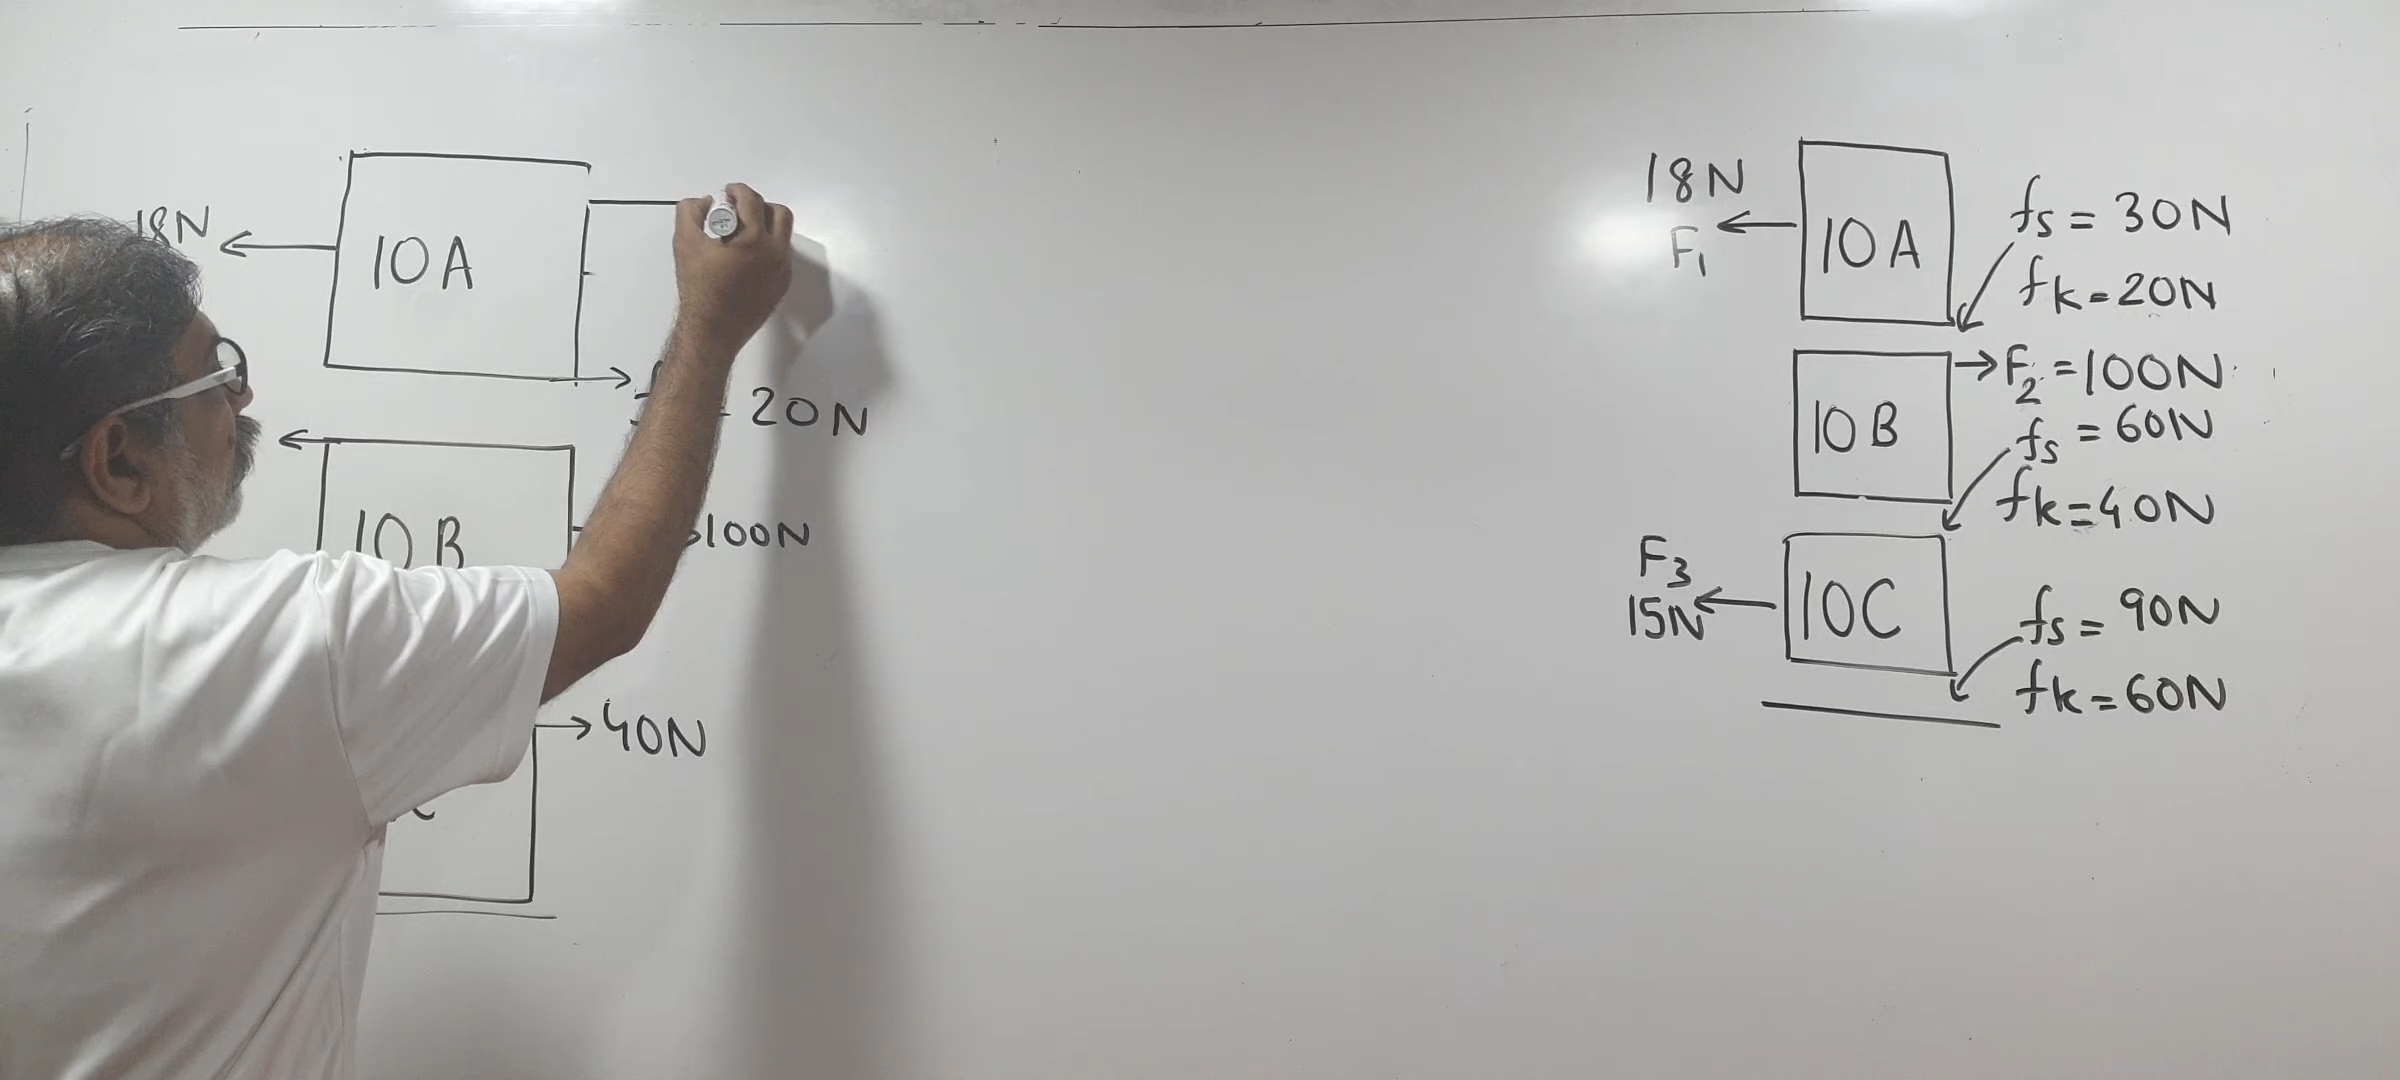 18N
10A
20N
10B
100N
40N
18N
F₁
10A
fs = 30N
fk = 20N
10B
F₂ = 100N
fs = 60N
fk = 40N
F₃
15N
10C
fs = 90N
fk = 60N